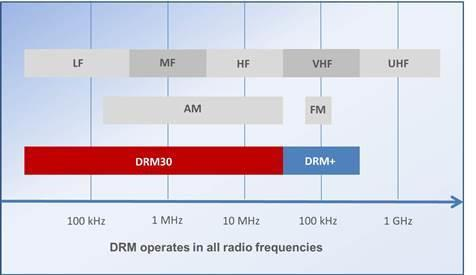 LF MF HF VHF UHF
AM FM
DRM30 DRM+
100 kHz 1 MHz 10 MHz 100 kHz 1 GHz
DRM operates in all radio frequencies